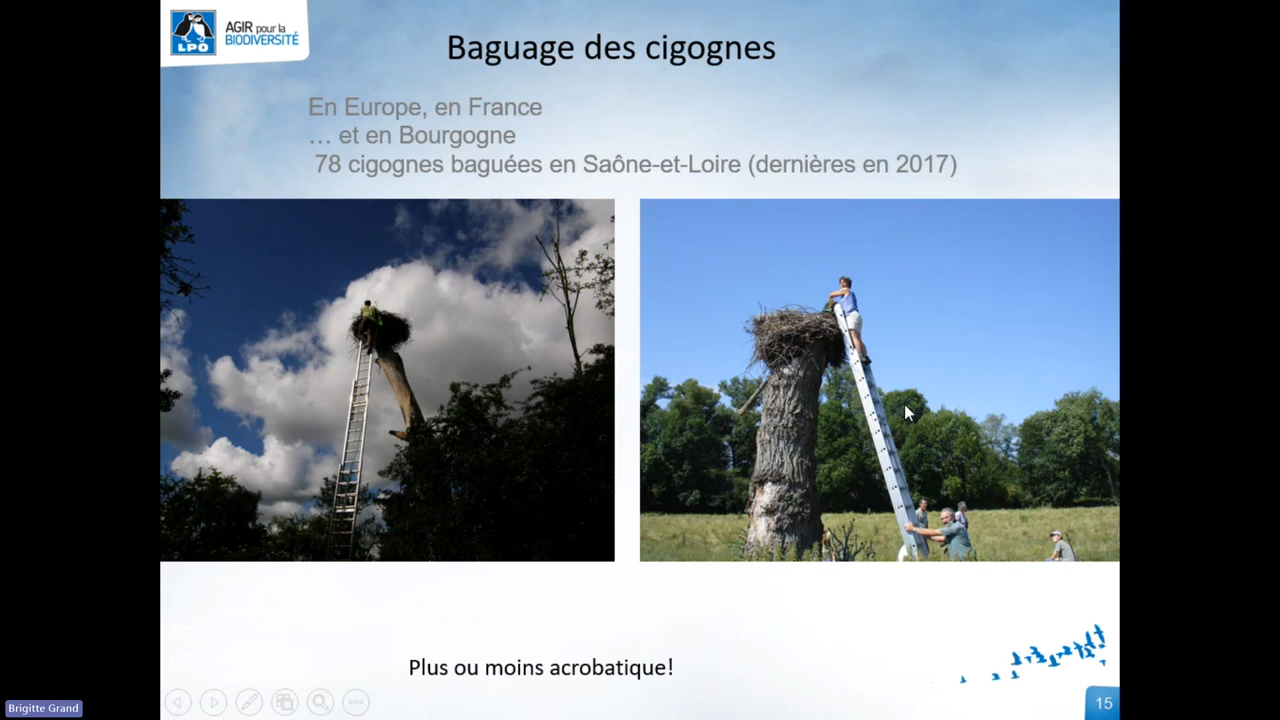 LPO
AGIR pour la
BIODIVERSITÉ
Baguage des cigognes
En Europe, en France
… et en Bourgogne
78 cigognes baguées en Saône-et-Loire (dernières en 2017)
Plus ou moins acrobatique!
15
Brigitte Grand